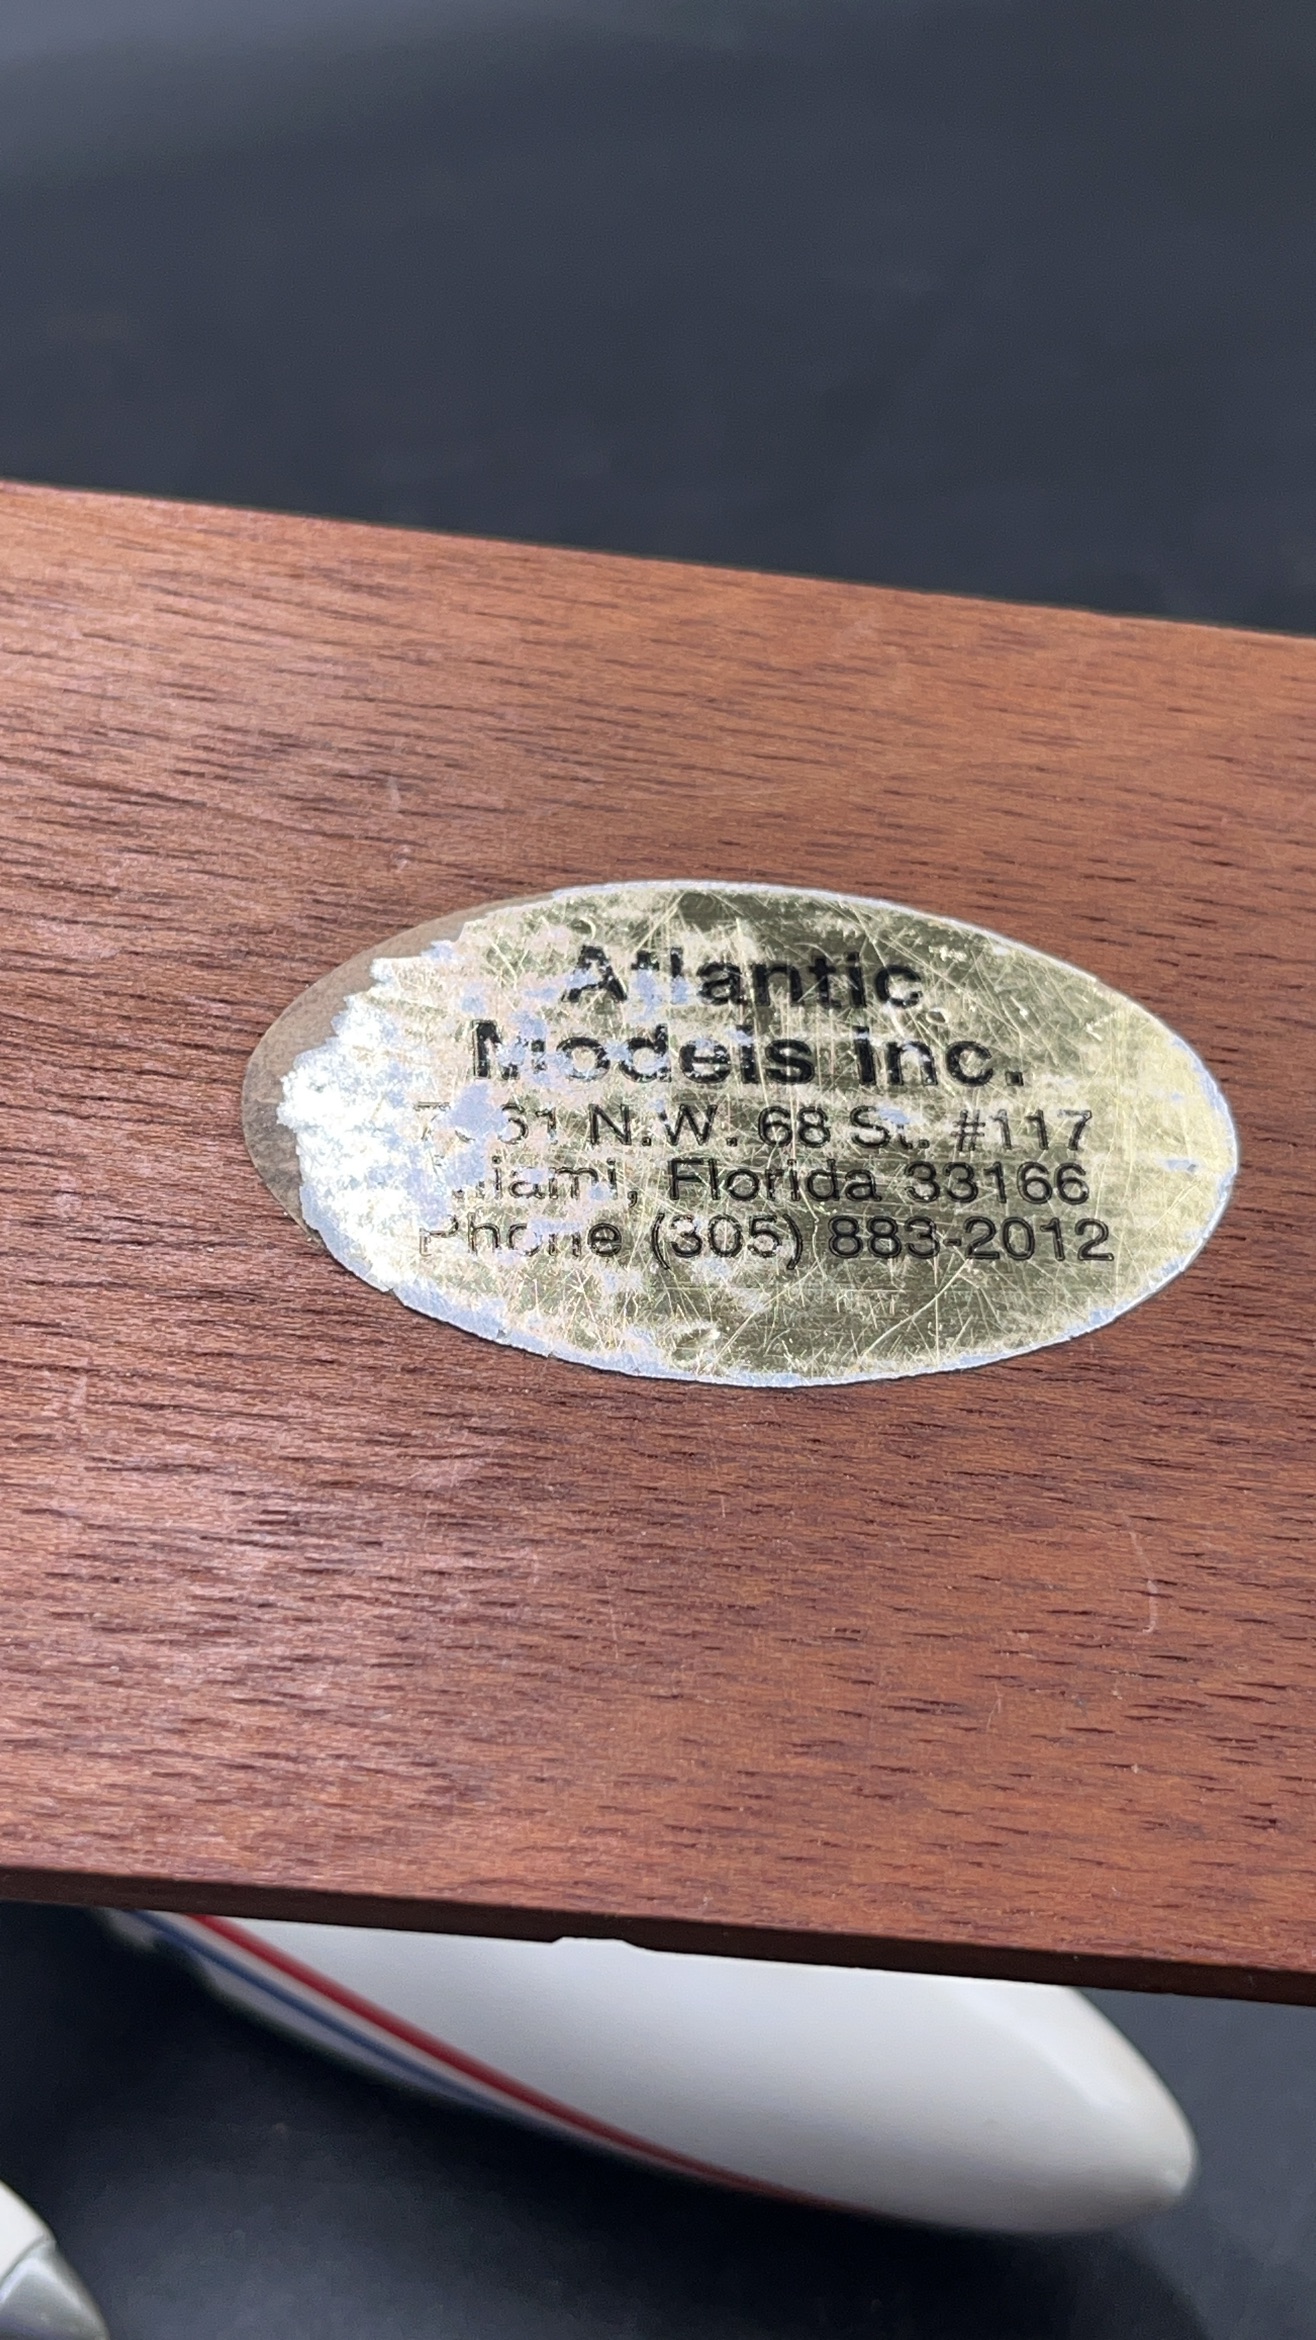 Atlantic
Models Inc.
N.W. 68 St. #117
Miami, Florida 33166
Phone (305) 883-2012